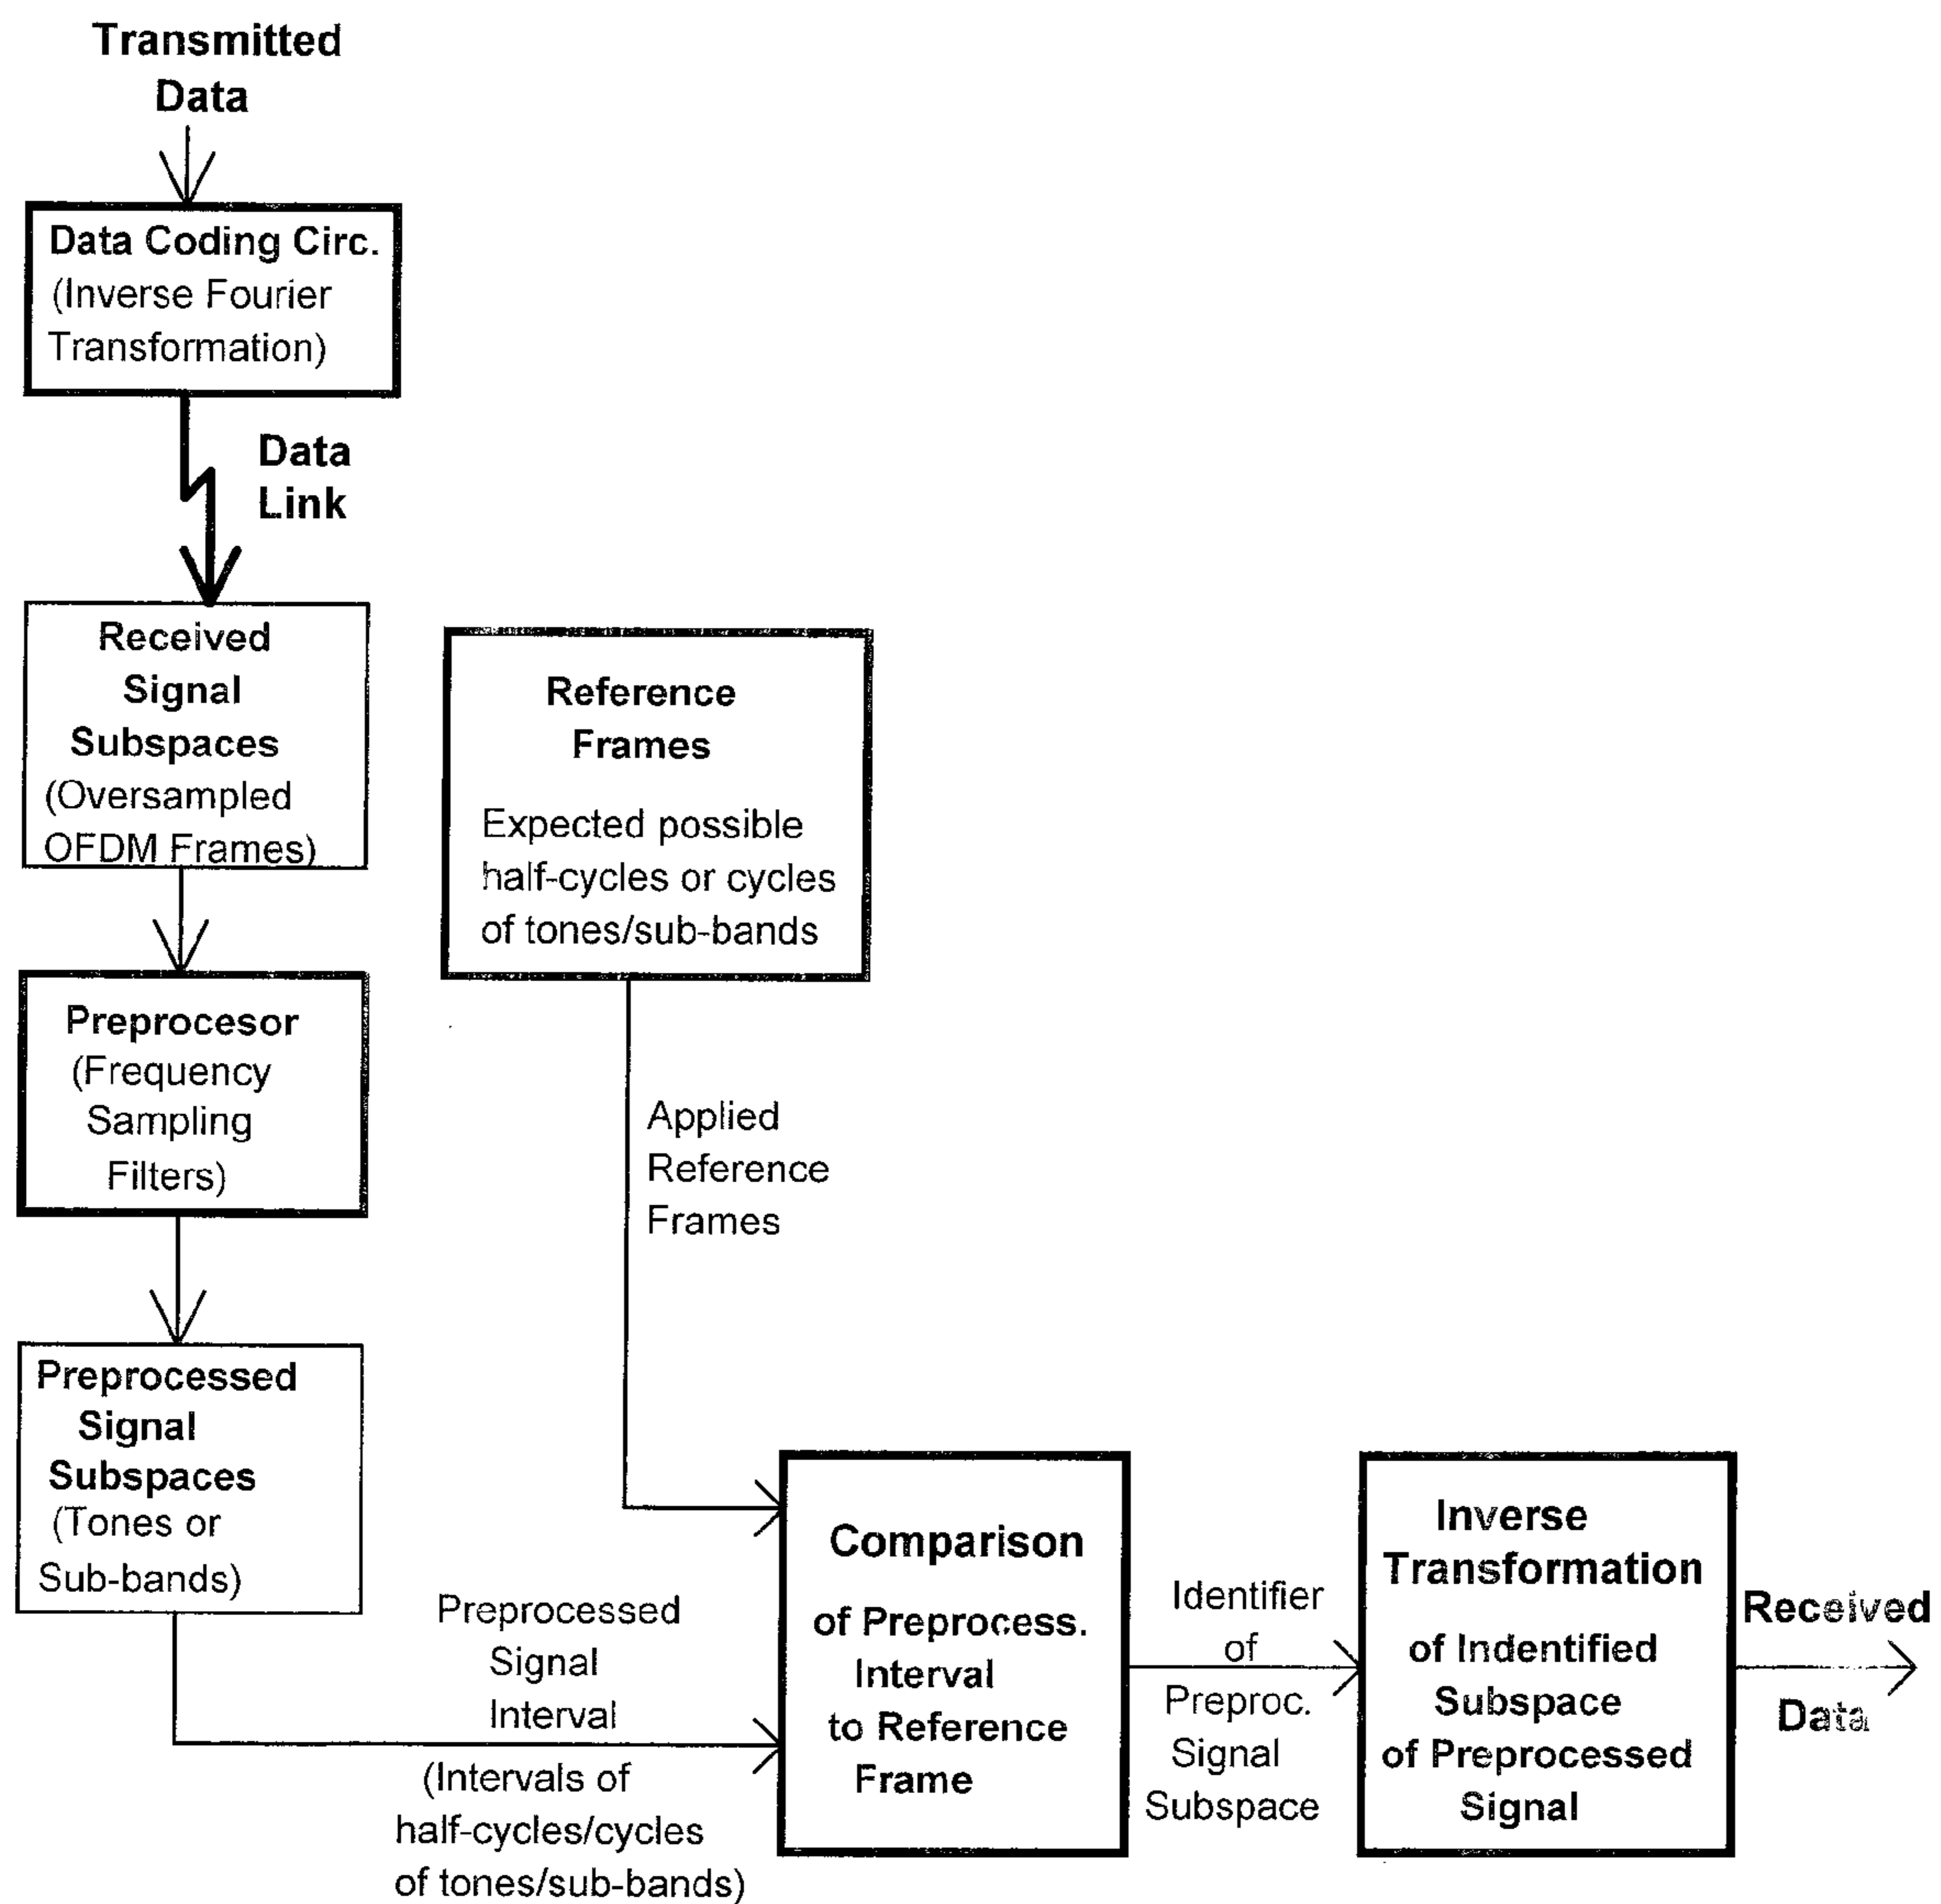 Transmitted
Data
Data Coding Circ.
(Inverse Fourier
Transformation)
Data
Link
Received
Signal
Subspaces
(Oversampled
OFDM Frames)
Reference
Frames
Expected possible
half-cycles or cycles
of tones/sub-bands
Preprocesor
(Frequency
Sampling
Filters)
Applied
Reference
Frames
Preprocessed
Signal
Subspaces
(Tones or
Sub-bands)
Preprocessed
Signal
Interval
(Intervals of
half-cycles/cycles
of tones/sub-bands)
Comparison
of Preprocess.
Interval
to Reference
Frame
Identifier
of
Preproc.
Signal
Subspace
Inverse
Transformation
of Indentified
Subspace
of Preprocessed
Signal
Received
Data